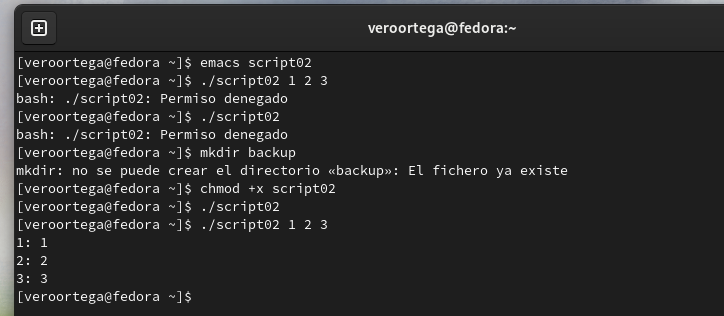 veroortega@fedora:~
[veroortega@fedora ~]$ emacs script02
[veroortega@fedora ~]$ ./script02 1 2 3
bash: ./script02: Permiso denegado
[veroortega@fedora ~]$ ./script02
bash: ./script02: Permiso denegado
[veroortega@fedora ~]$ mkdir backup
mkdir: no se puede crear el directorio «backup»: El fichero ya existe
[veroortega@fedora ~]$ chmod +x script02
[veroortega@fedora ~]$ ./script02
[veroortega@fedora ~]$ ./script02 1 2 3
1: 1
2: 2
3: 3
[veroortega@fedora ~]$